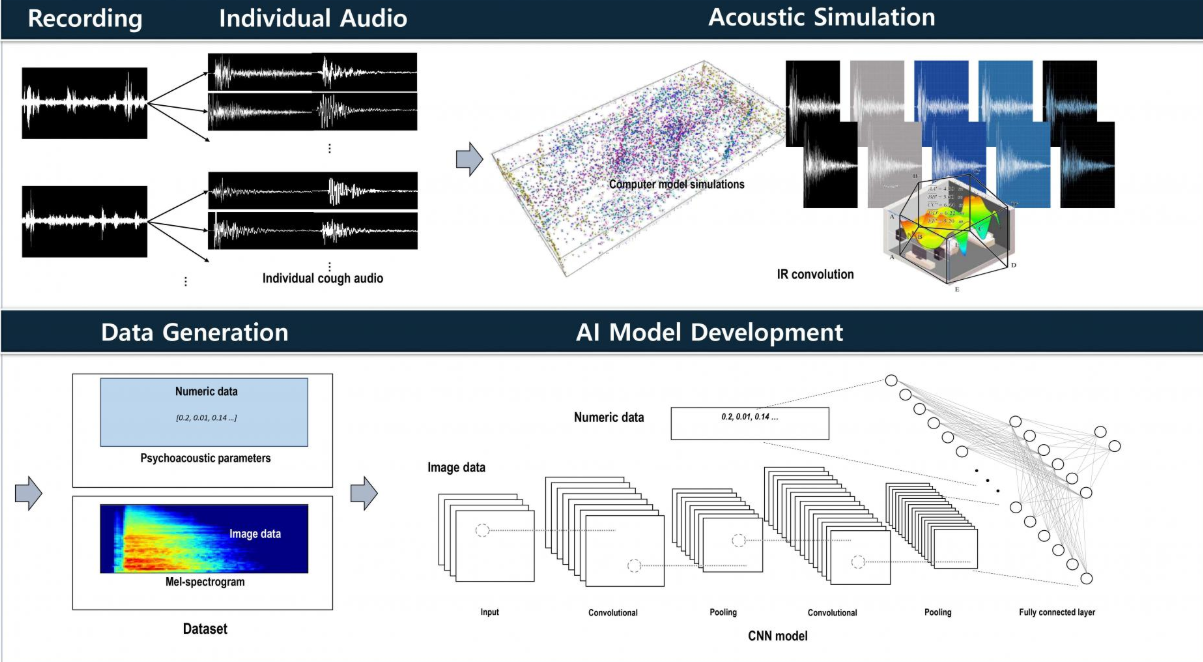 Recording
Individual Audio
Acoustic Simulation
⋮
⋮
⋮
Individual cough audio
Computer model simulations
IR convolution
A
A
B
D
E
Data Generation
AI Model Development
Numeric data
[0.2, 0.01, 0.14 ..]
Psychoacoustic parameters
Image data
Mel-spectrogram
Dataset
Numeric data
0.2, 0.01, 0.14 ...
Image data
Input
Convolutional
Pooling
Convolutional
Pooling
Fully connected layer
CNN model